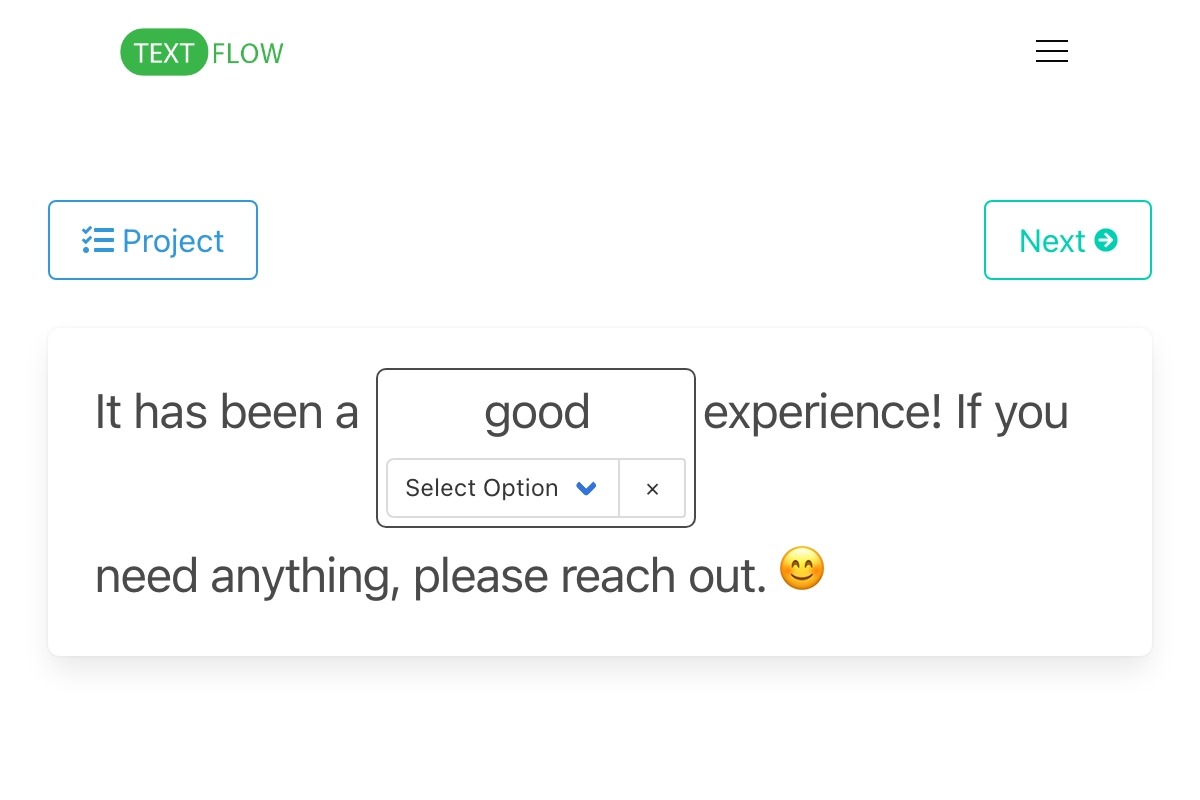 TEXT FLOW
Project
Next
It has been a good experience! If you
Select Option ×
need anything, please reach out. 😊